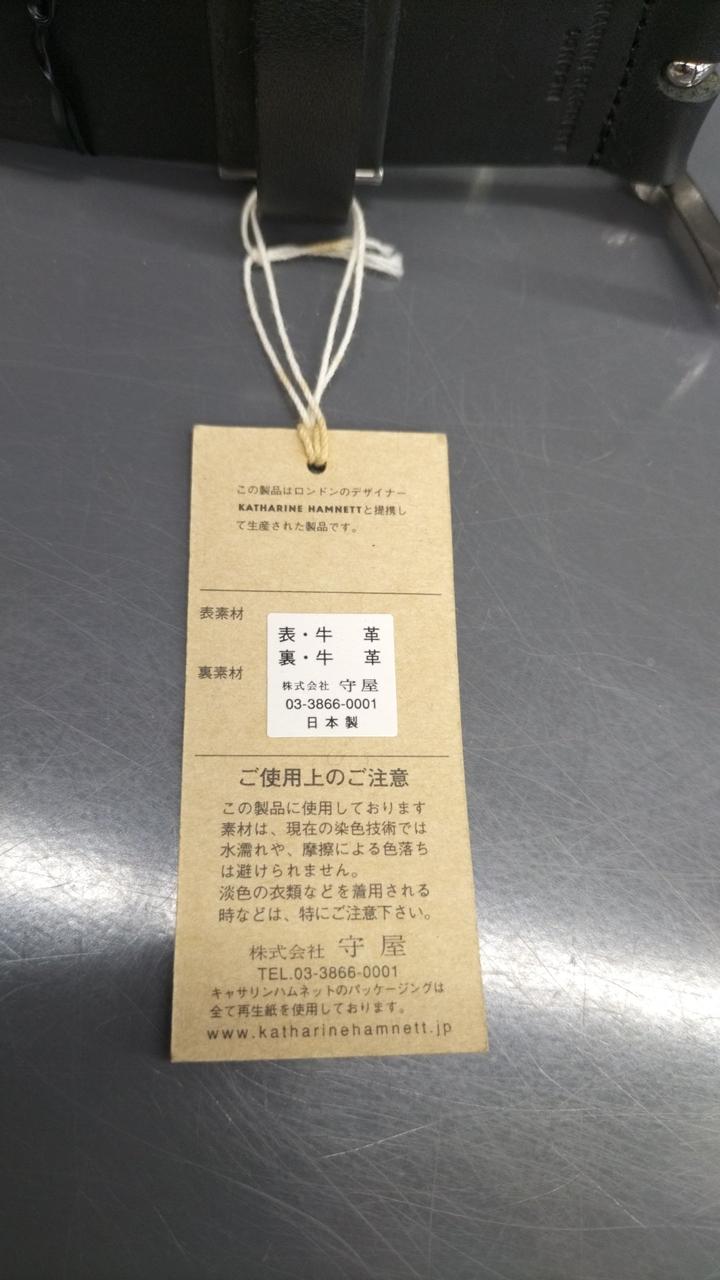 KATHARINE HAMNETT
LONDON
この製品はロンドンのデザイナー
KATHARINE HAMNETTと提携し
て生産された製品です。
表素材
表・牛 革
裏・牛 革
裏素材
株式会社 守屋
03-3866-0001
日本製
ご使用上のご注意
この製品に使用しております
素材は、現在の染色技術では
水濡れや、摩擦による色落ち
は避けられません。
淡色の衣類などを着用される
時などは、特にご注意下さい。
株式会社 守屋
TEL.03-3866-0001
キャサリンハムネットのパッケージングは
全て再生紙を使用しております。
www.katharinehamnett.jp